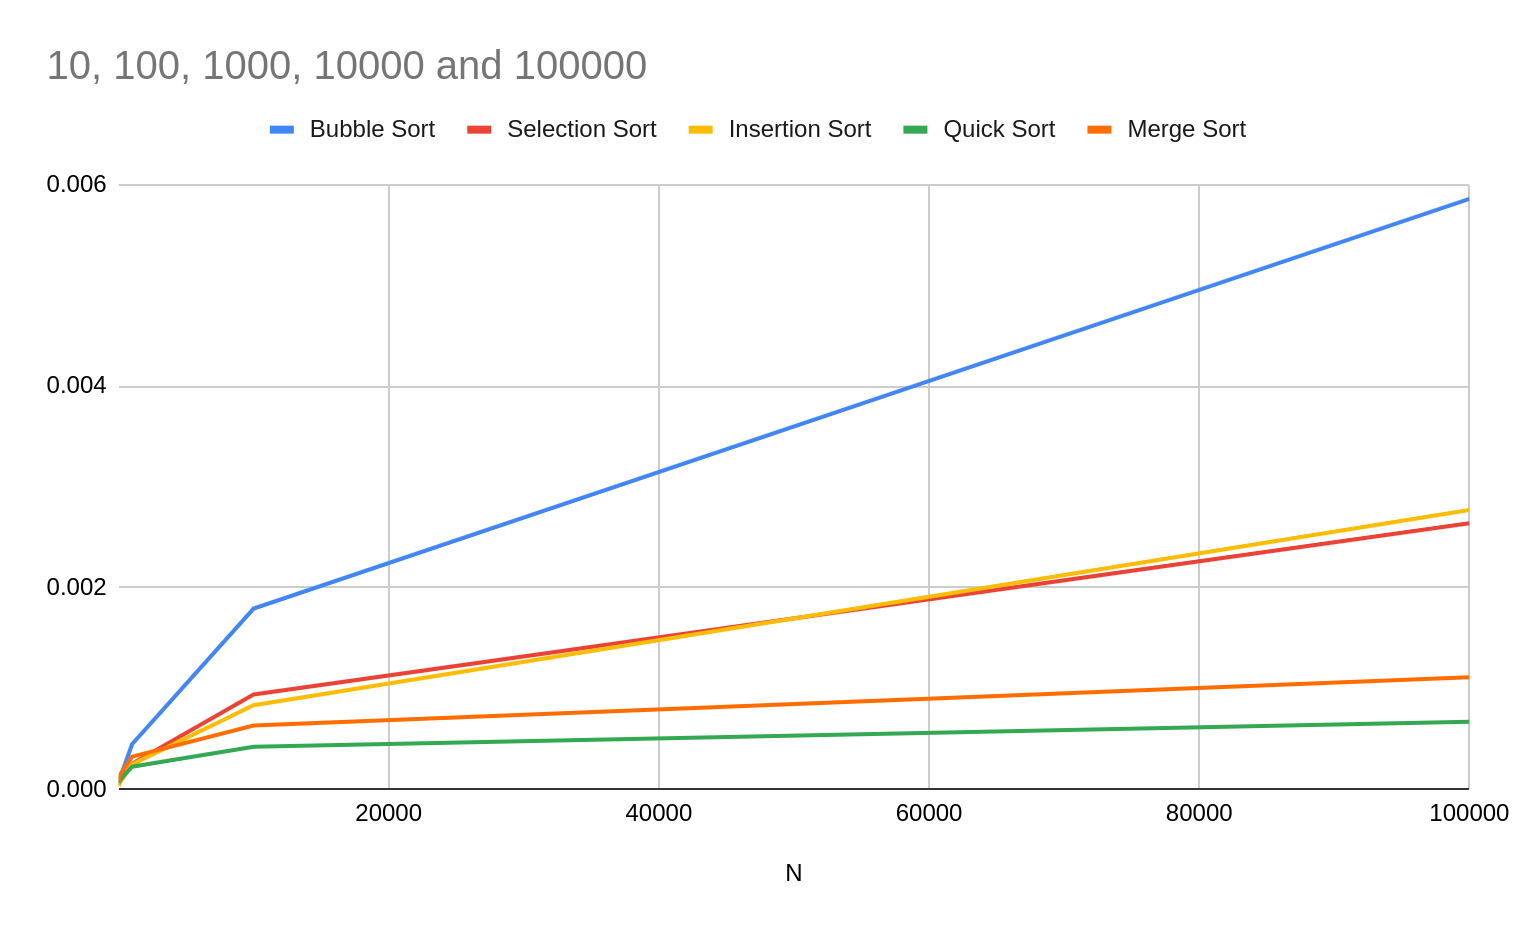 10, 100, 1000, 10000 and 100000
Bubble Sort Selection Sort Insertion Sort Quick Sort Merge Sort
0.006
0.004
0.002
0.000
20000 40000 60000 80000 100000
N